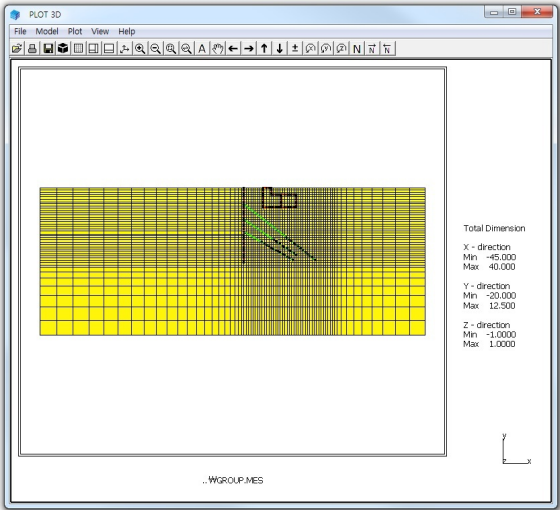 PLOT 3D
File Model Plot View Help
A N N N
Total Dimension
X - direction
Min -45.000
Max 40.000
Y - direction
Min -20.000
Max 12.500
Z - direction
Min -1.0000
Max 1.0000
y
z x
..₩GROUP.MES